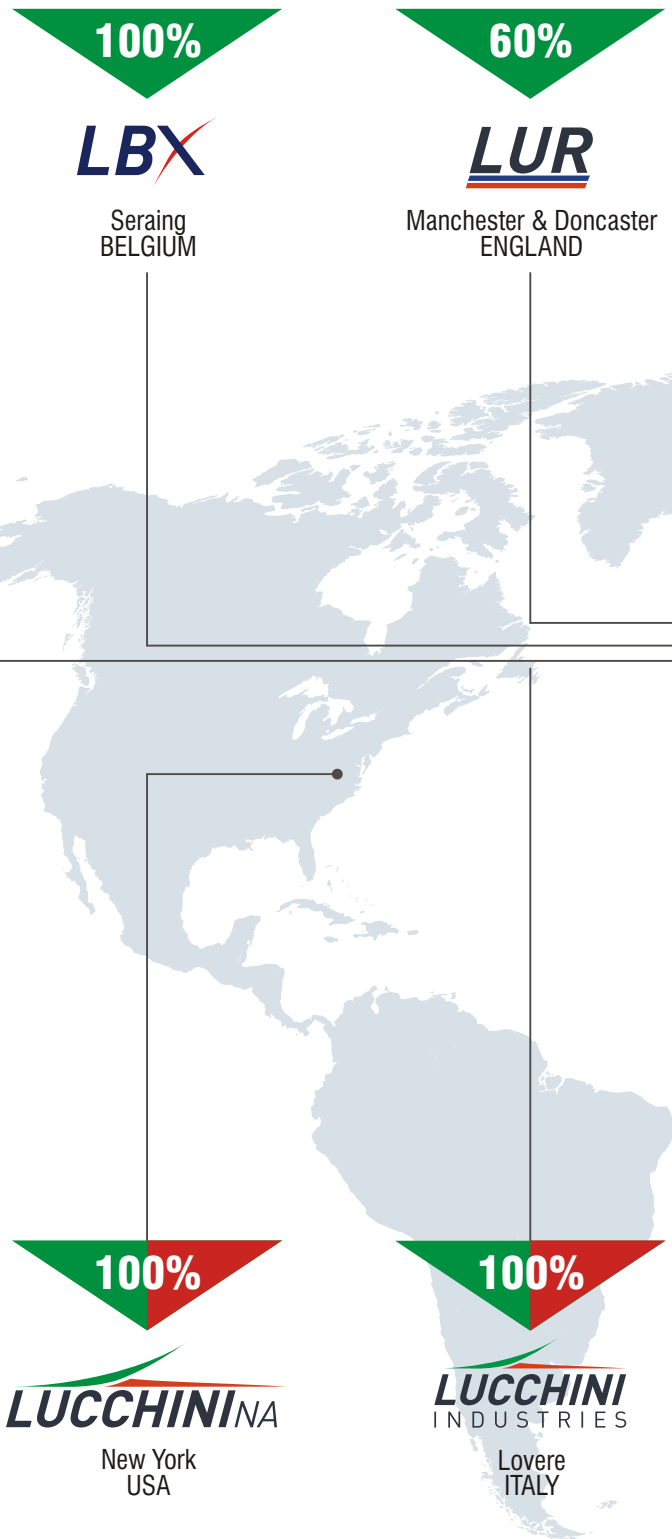 100%
LBX
Seraing
BELGIUM
60%
LUR
Manchester & Doncaster
ENGLAND
100%
LUCCHINI NA
New York
USA
100%
LUCCHINI
INDUSTRIES
Lovere
ITALY